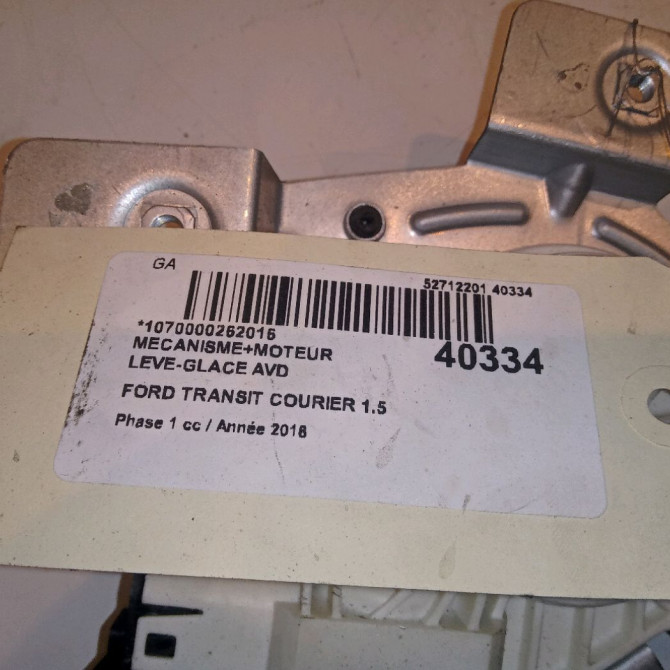 GA
52712201 40334
*1070000262016
40334
MECANISME+MOTEUR
LEVE-GLACE AVD
FORD TRANSIT COURIER 1.5
Phase 1 cc / Année 2018